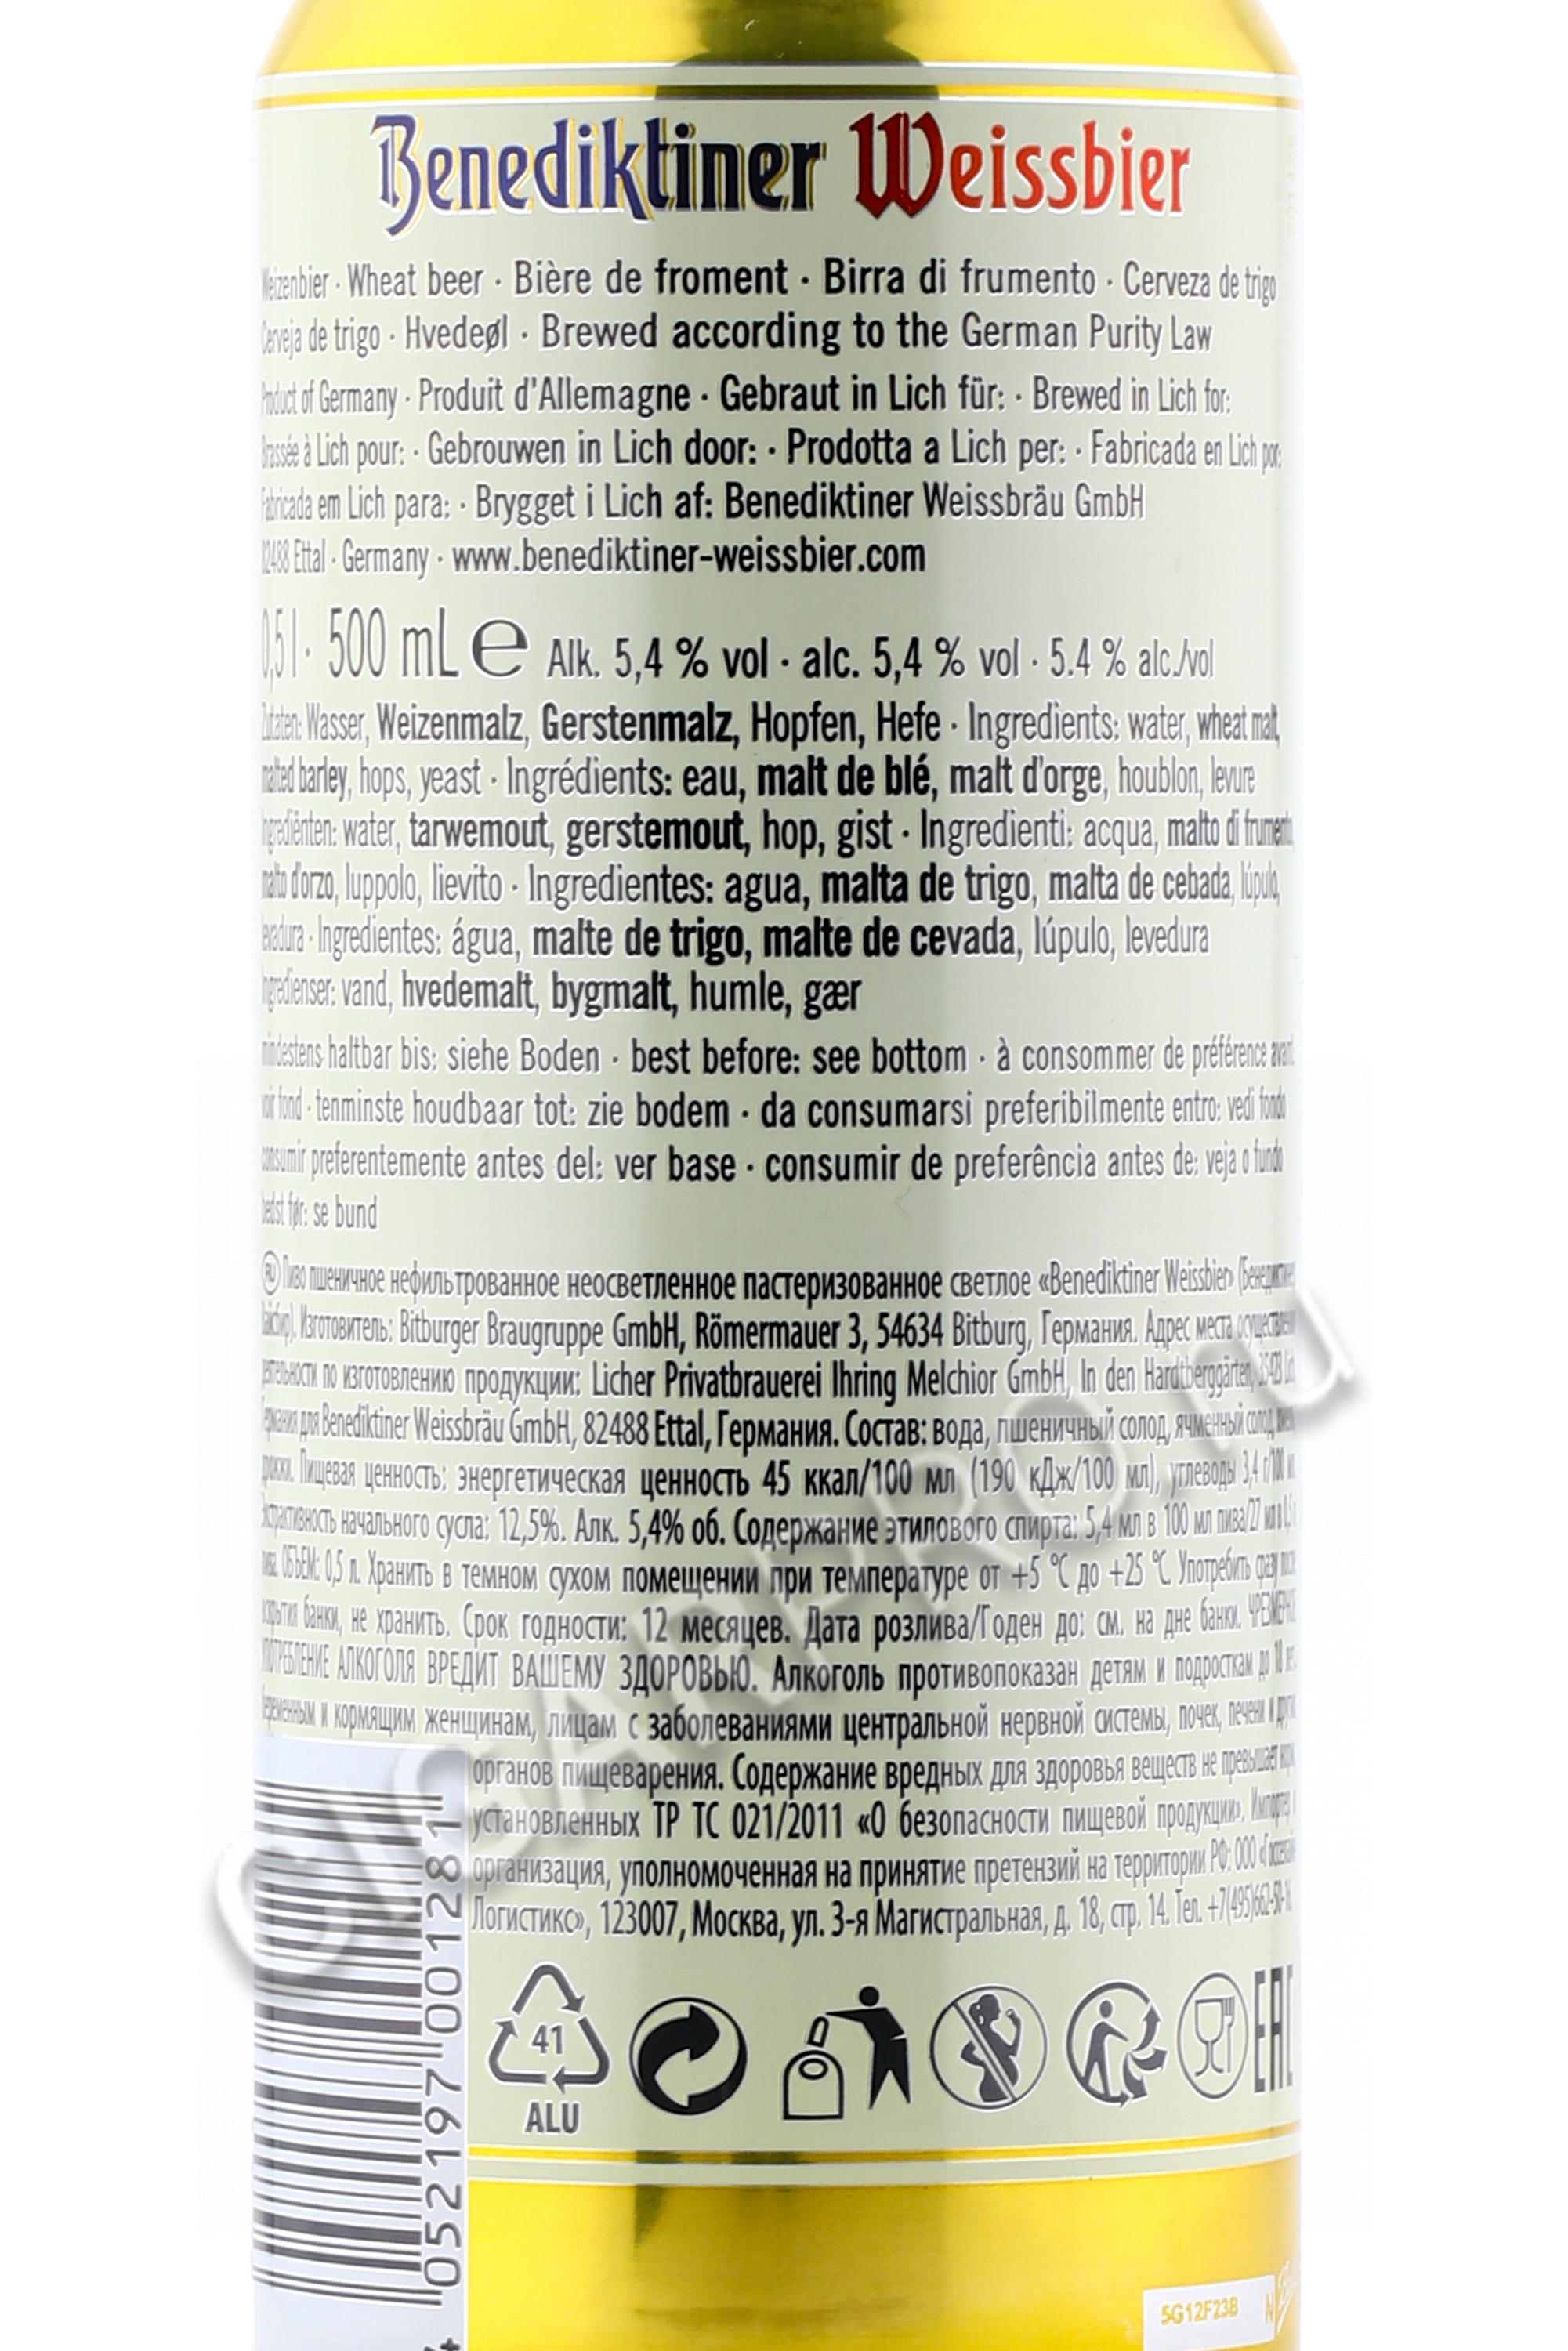 Benediktiner Weissbier
Weizenbier · Wheat beer · Bière de froment · Birra di frumento · Cerveza de trigo
Cerveja de trigo · Hvedeøl · Brewed according to the German Purity Law
Product of Germany · Produit d'Allemagne · Gebraut in Lich für: · Brewed in Lich for:
Brassée à Lich pour: · Gebrouwen in Lich door: · Prodotta a Lich per: · Fabricada en Lich por:
Fabricada em Lich para: · Brygget i Lich af: Benediktiner Weissbräu GmbH
82488 Ettal · Germany · www.benediktiner-weissbier.com
0,5 l · 500 mL ℮ Alk. 5,4 % vol · alc. 5,4 % vol · 5.4 % alc./vol
Zutaten: Wasser, Weizenmalz, Gerstenmalz, Hopfen, Hefe · Ingredients: water, wheat malt,
malted barley, hops, yeast · Ingrédients: eau, malt de blé, malt d'orge, houblon, levure
Ingrediënten: water, tarwemout, gerstemout, hop, gist · Ingredienti: acqua, malto di frumento,
malto d'orzo, luppolo, lievito · Ingredientes: agua, malta de trigo, malta de cebada, lúpulo,
levadura · Ingredientes: água, malte de trigo, malte de cevada, lúpulo, levedura
Ingredienser: vand, hvedemalt, bygmalt, humle, gær
mindestens haltbar bis: siehe Boden · best before: see bottom · à consommer de préférence avant
voir fond · tenminste houdbaar tot: zie bodem · da consumarsi preferibilmente entro: vedi fondo
consumir preferentemente antes del: ver base · consumir de preferência antes de: veja o fundo
bedst før: se bund
RU Пиво пшеничное нефильтрованное неосветленное пастеризованное светлое «Benediktiner Weissbier»
Изготовитель: Bitburger Braugruppe GmbH, Römermauer 3, 54634 Bitburg, Германия. Адрес места
деятельности по изготовлению продукции: Licher Privatbrauerei Ihring Melchior GmbH, In den Hardtberggärten,
Германия для Benediktiner Weissbräu GmbH, 82488 Ettal, Германия. Состав: вода, пшеничный солод, ячменный солод,
дрожжи. Пищевая ценность: энергетическая ценность 45 ккал/100 мл (190 кДж/100 мл), углеводы 3,4 г/100
Экстрактивность начального сусла: 12,5%. Алк. 5,4% об. Содержание этилового спирта: 5,4 мл в 100 мл пива/27 мл в
пива. ОБЪЕМ: 0,5 л. Хранить в темном сухом помещении при температуре от +5 °C до +25 °C. Употребить сразу
вскрытия банки, не хранить. Срок годности: 12 месяцев. Дата розлива/Годен до: см. на дне банки.
УПОТРЕБЛЕНИЕ АЛКОГОЛЯ ВРЕДИТ ВАШЕМУ ЗДОРОВЬЮ. Алкоголь противопоказан детям и подросткам до 18
беременным и кормящим женщинам, лицам с заболеваниями центральной нервной системы, почек, печени и
органов пищеварения. Содержание вредных для здоровья веществ не превышает
установленных ТР ТС 021/2011 «О безопасности пищевой продукции». Импортер
организация, уполномоченная на принятие претензий на территории РФ: ООО
Логистикс», 123007, Москва, ул. 3-я Магистральная, д. 18, стр. 14. Тел.
052197 001281
41
ALU
EAC
5G12F23B
N
CIGARPRO.ru